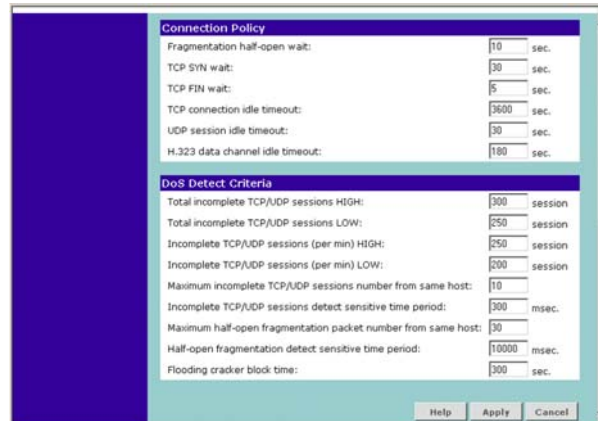 Connection Policy
Fragmentation half-open wait: 10 sec.
TCP SYN wait: 30 sec.
TCP FIN wait: 5 sec.
TCP connection idle timeout: 3600 sec.
UDP session idle timeout: 30 sec.
H.323 data channel idle timeout: 180 sec.
DoS Detect Criteria
Total incomplete TCP/UDP sessions HIGH: 300 session
Total incomplete TCP/UDP sessions LOW: 250 session
Incomplete TCP/UDP sessions (per min) HIGH: 250 session
Incomplete TCP/UDP sessions (per min) LOW: 200 session
Maximum incomplete TCP/UDP sessions number from same host: 10
Incomplete TCP/UDP sessions detect sensitive time period: 300 msec.
Maximum half-open fragmentation packet number from same host: 30
Half-open fragmentation detect sensitive time period: 10000 msec.
Flooding cracker block time: 300 sec.
Help Apply Cancel